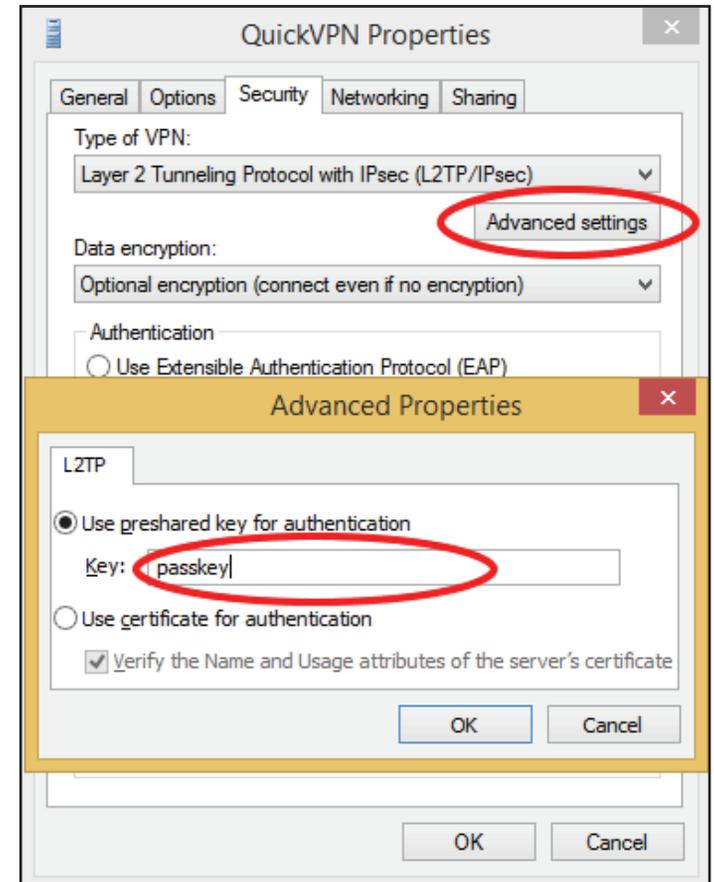 QuickVPN Properties
General Options Security Networking Sharing
Type of VPN:
Layer 2 Tunneling Protocol with IPsec (L2TP/IPsec)
Advanced settings
Data encryption:
Optional encryption (connect even if no encryption)
Authentication
Use Extensible Authentication Protocol (EAP)
Advanced Properties
L2TP
Use preshared key for authentication
Key: passkey
Use certificate for authentication
Verify the Name and Usage attributes of the server's certificate
OK Cancel
OK Cancel